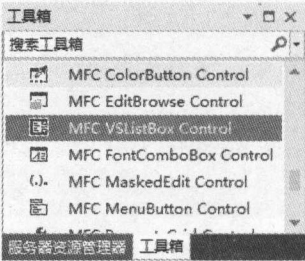 工具箱
搜索工具箱
MFC ColorButton Control
MFC EditBrowse Control
MFC VSListBox Control
MFC FontComboBox Control
MFC MaskedEdit Control
MFC MenuButton Control
服务器资源管理器 工具箱